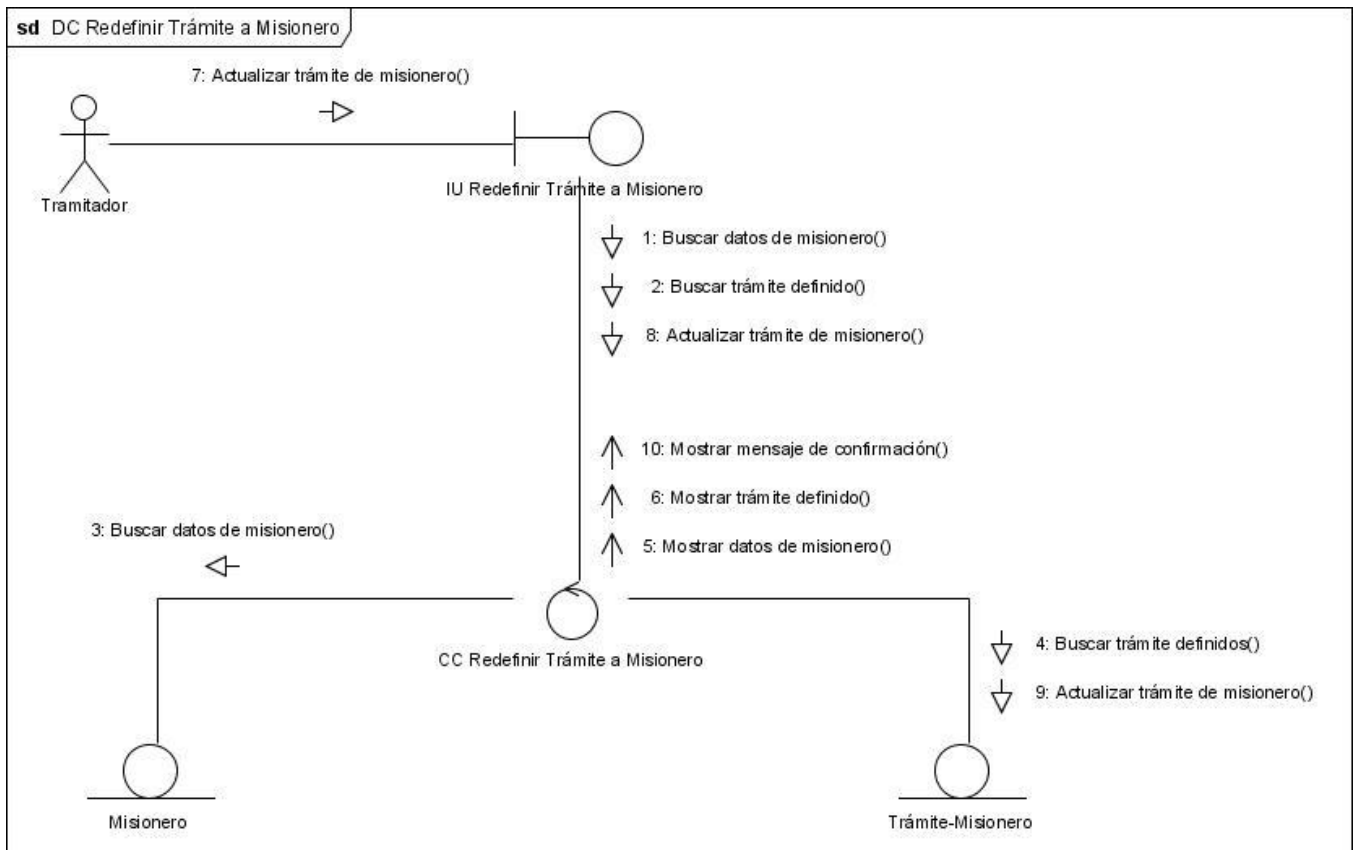 sd DC Redefinir Trámite a Misionero
7: Actualizar trámite de misionero()
Tramitador
IU Redefinir Trámite a Misionero
1: Buscar datos de misionero()
2: Buscar trámite definido()
8: Actualizar trámite de misionero()
10: Mostrar mensaje de confirmación()
6: Mostrar trámite definido()
3: Buscar datos de misionero()
5: Mostrar datos de misionero()
CC Redefinir Trámite a Misionero
4: Buscar trámite definidos()
9: Actualizar trámite de misionero()
Misionero
Trámite-Misionero